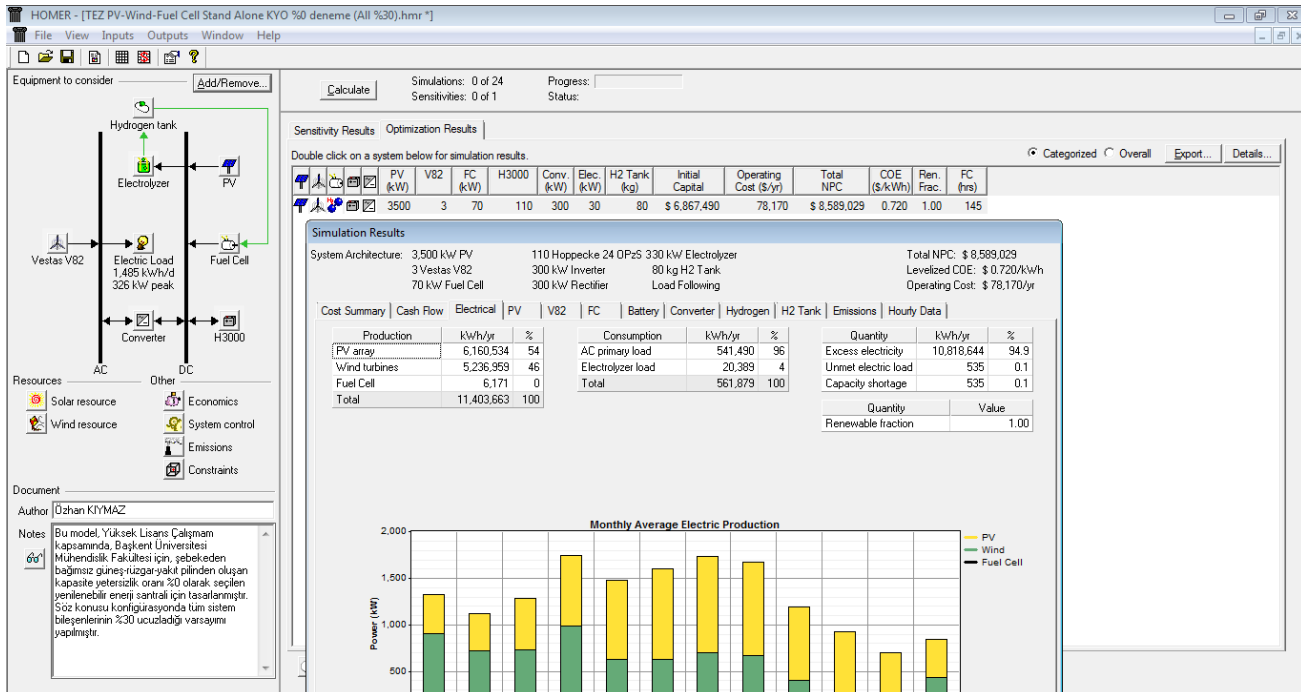 HOMER - [TEZ PV-Wind-Fuel Cell Stand Alone KYO %0 deneme (All %30).hmr *]
File View Inputs Outputs Window Help
Equipment to consider
Add/Remove...
Hydrogen tank
Electrolyzer
PV
Vestas V82
Electric Load
1,485 kWh/d
326 kW peak
Fuel Cell
Converter
H3000
AC
DC
Resources
Other
Solar resource
Economics
Wind resource
System control
Emissions
Constraints
Document
Author Özhan KIYMAZ
Notes
Bu model, Yüksek Lisans Çalışmam
kapsamında, Başkent Üniversitesi
Mühendislik Fakültesi için, şebekeden
bağımsız güneş-rüzgar-yakıt pilinden oluşan
kapasite yetersizlik oranı %0 olarak seçilen
yenilenebilir enerji santrali için tasarlanmıştır.
Söz konusu konfigürasyonda tüm sistem
bileşenlerinin %30 ucuzladığı varsayımı
yapılmıştır.
Calculate
Simulations: 0 of 24
Progress:
Sensitivities: 0 of 1
Status:
Sensitivity Results
Optimization Results
Double click on a system below for simulation results.
Categorized
Overall
Export...
Details...
PV (kW) V82 FC (kW) H3000 Conv. (kW) Elec. (kW) H2 Tank (kg) Initial Capital Operating Cost ($/yr) Total NPC COE ($/kWh) Ren. Frac. FC (hrs)
3500 3 70 110 300 30 80 $ 6,867,490 78,170 $ 8,589,029 0.720 1.00 145
Simulation Results
System Architecture: 3,500 kW PV 110 Hoppecke 24 OPzS 3 30 kW Electrolyzer Total NPC: $ 8,589,029
3 Vestas V82 300 kW Inverter 80 kg H2 Tank Levelized COE: $ 0.720/kWh
70 kW Fuel Cell 300 kW Rectifier Load Following Operating Cost: $ 78,170/yr
Cost Summary Cash Flow Electrical PV V82 FC Battery Converter Hydrogen H2 Tank Emissions Hourly Data
Production kWh/yr %
PV array 6,160,534 54
Wind turbines 5,236,959 46
Fuel Cell 6,171 0
Total 11,403,663 100
Consumption kWh/yr %
AC primary load 541,490 96
Electrolyzer load 20,389 4
Total 561,879 100
Quantity kWh/yr %
Excess electricity 10,818,644 94.9
Unmet electric load 535 0.1
Capacity shortage 535 0.1
Quantity Value
Renewable fraction 1.00
Monthly Average Electric Production
2,000
1,500
1,000
500
Power (kW)
PV
Wind
Fuel Cell